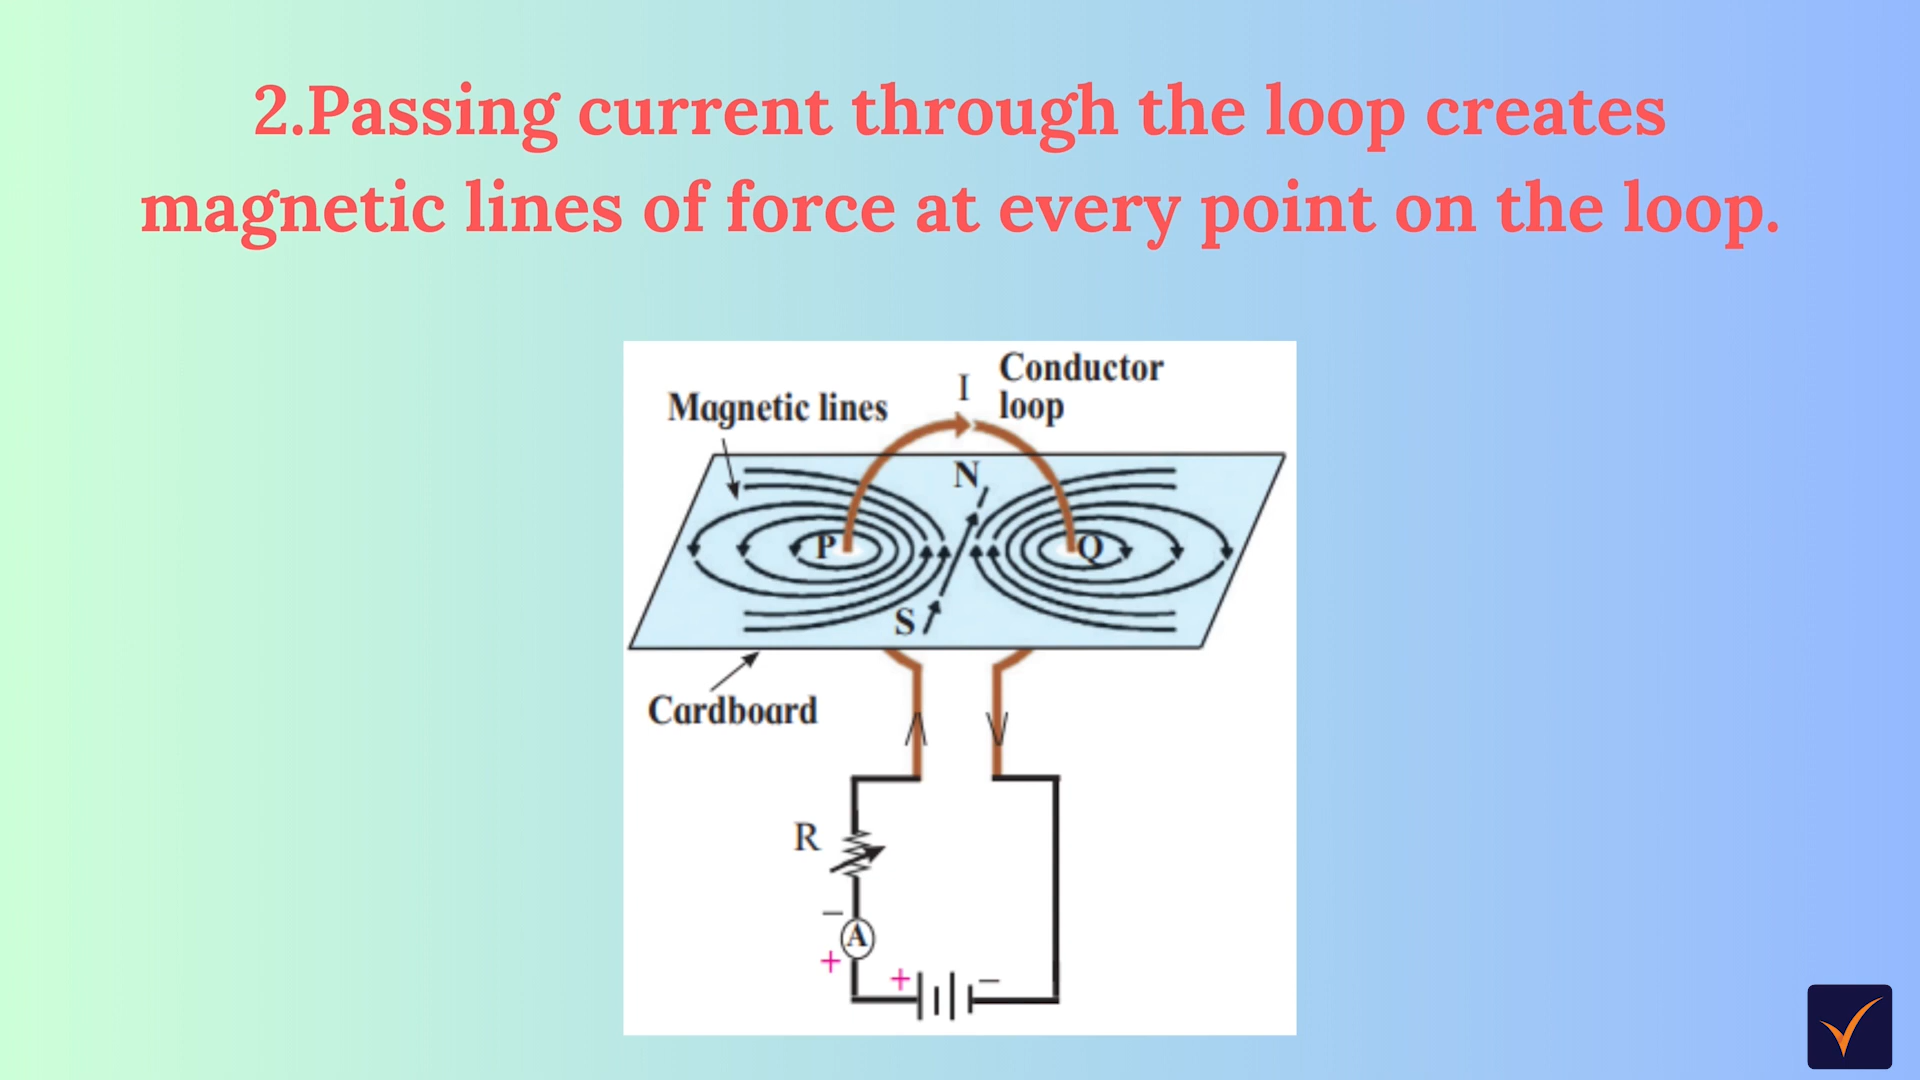 2.Passing current through the loop creates
magnetic lines of force at every point on the loop.
I
Conductor
loop
Magnetic lines
N
P
Q
S
Cardboard
R
−
A
+
+
−